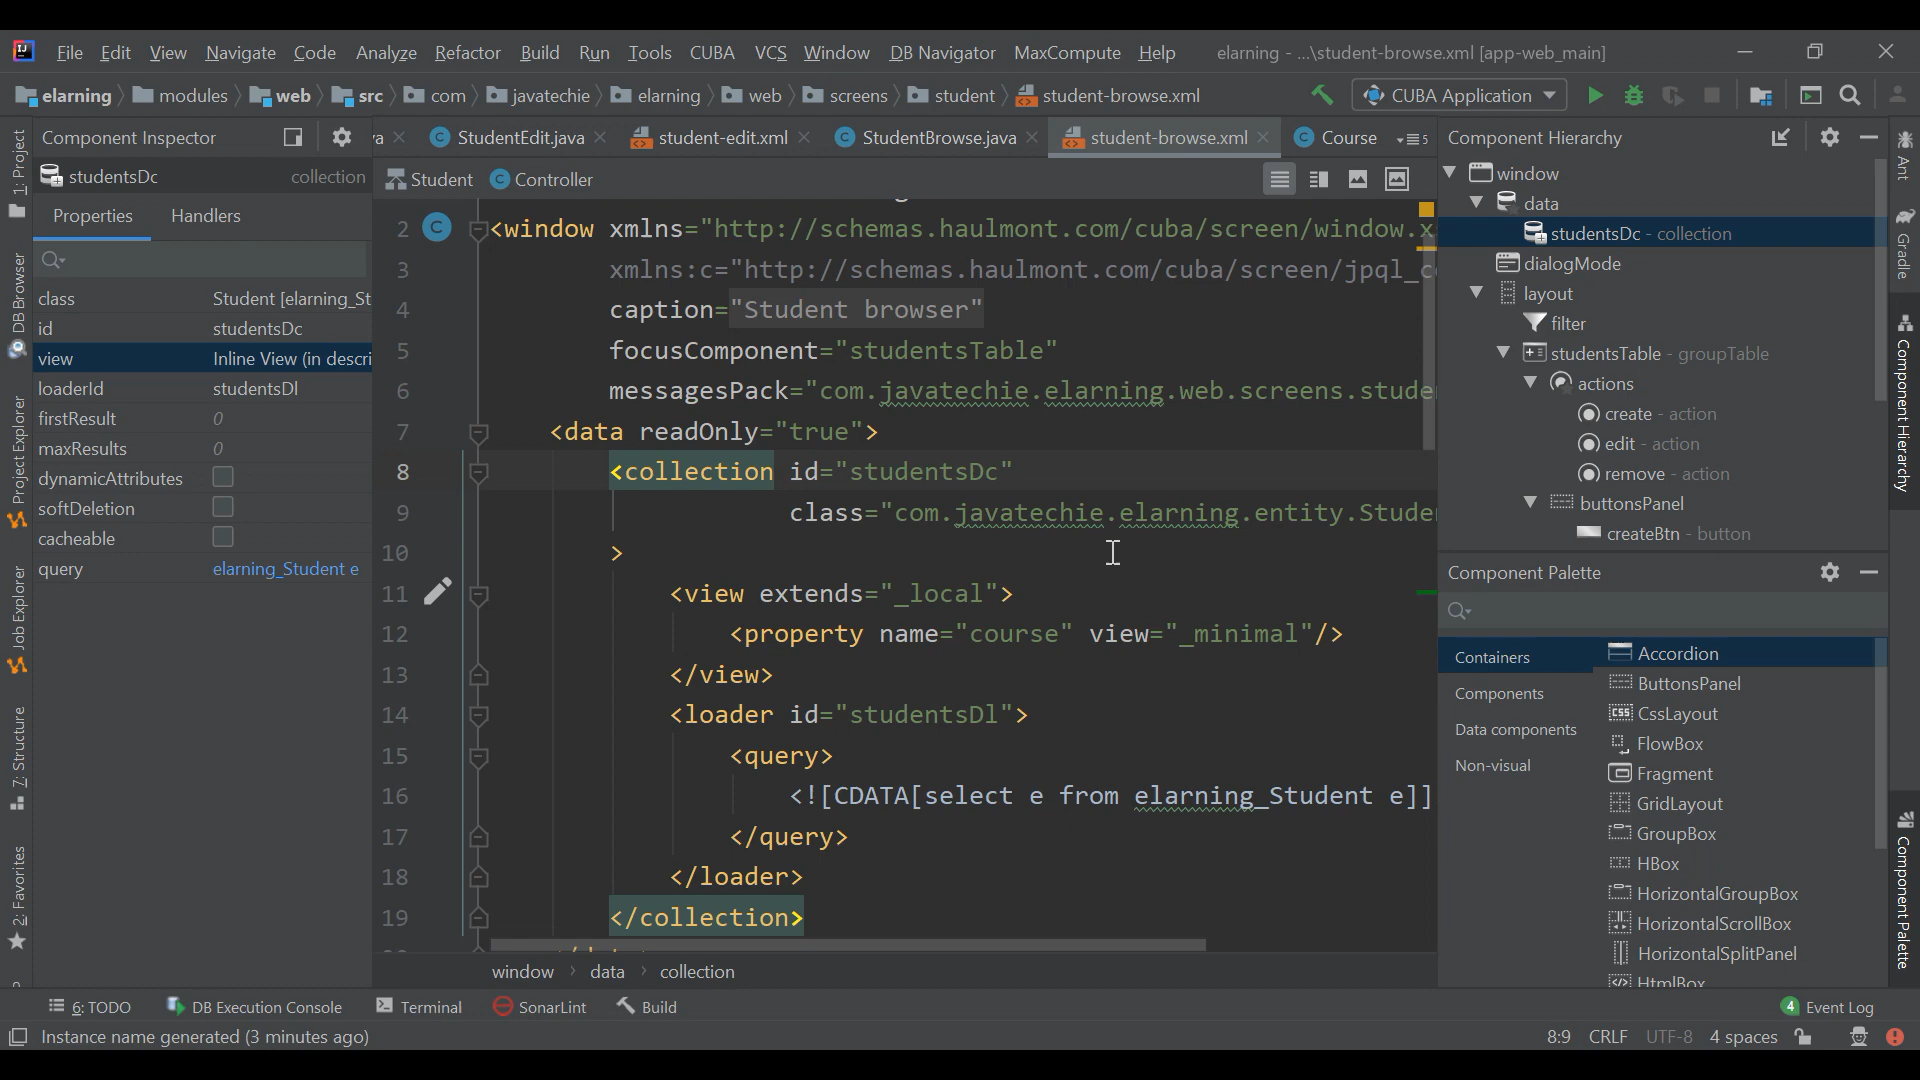 File Edit View Navigate Code Analyze Refactor Build Run Tools CUBA VCS Window DB Navigator MaxCompute Help elarning - ...\student-browse.xml [app-web_main]
elarning modules web src com javatechie elarning web screens student student-browse.xml CUBA Application
Component Inspector
va StudentEdit.java student-edit.xml StudentBrowse.java student-browse.xml Course 5
Component Hierarchy
studentsDc collection
Student Controller
Properties Handlers
class Student [elarning_St
id studentsDc
view Inline View (in descri
loaderId studentsDl
firstResult 0
maxResults 0
dynamicAttributes
softDeletion
cacheable
query elarning_Student e
2 <window xmlns="http://schemas.haulmont.com/cuba/screen/window.x
3 xmlns:c="http://schemas.haulmont.com/cuba/screen/jpql_c
4 caption="Student browser"
5 focusComponent="studentsTable"
6 messagesPack="com.javatechie.elarning.web.screens.stude
7 <data readOnly="true">
8 <collection id="studentsDc"
9 class="com.javatechie.elarning.entity.Stude
10 >
11 <view extends="_local">
12 <property name="course" view="_minimal"/>
13 </view>
14 <loader id="studentsDl">
15 <query>
16 <![CDATA[select e from elarning_Student e]]
17 </query>
18 </loader>
19 </collection>
window data collection
window
data
studentsDc - collection
dialogMode
layout
filter
studentsTable - groupTable
actions
create - action
edit - action
remove - action
buttonsPanel
createBtn - button
Component Palette
Containers
Components
Data components
Non-visual
Accordion
ButtonsPanel
CssLayout
FlowBox
Fragment
GridLayout
GroupBox
HBox
HorizontalGroupBox
HorizontalScrollBox
HorizontalSplitPanel
HtmlBox
1: Project
DB Browser
Project Explorer
Job Explorer
7: Structure
2: Favorites
Ant
Gradle
Component Hierarchy
Component Palette
6: TODO DB Execution Console Terminal SonarLint Build 4 Event Log
Instance name generated (3 minutes ago) 8:9 CRLF UTF-8 4 spaces